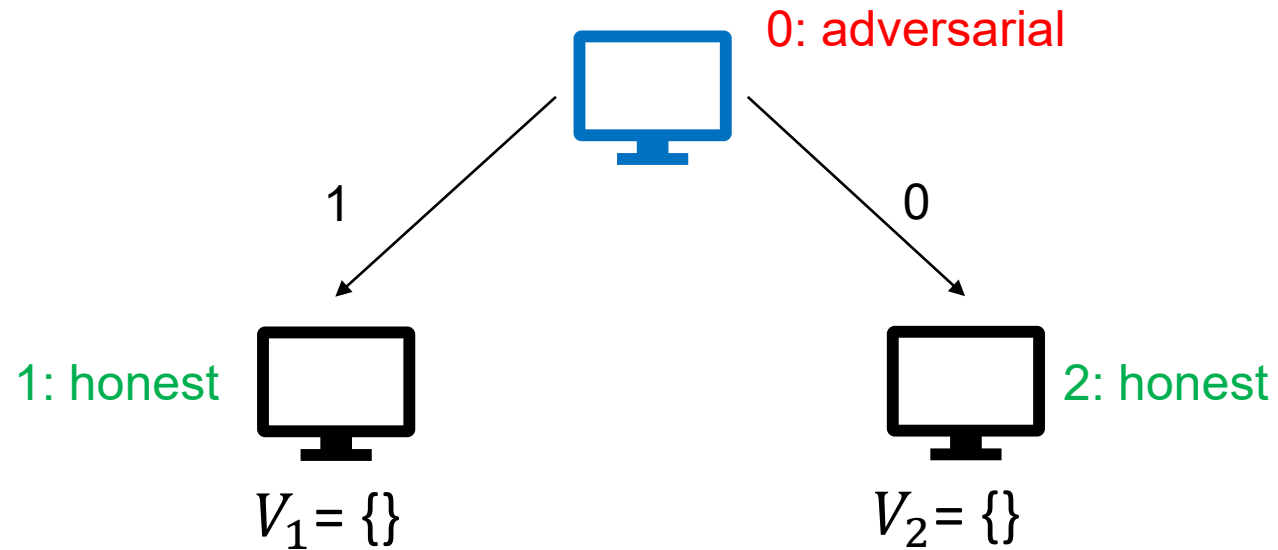 0: adversarial
1
0
1: honest
2: honest
V₁= {}
V₂= {}